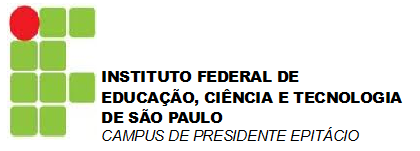 INSTITUTO FEDERAL DE
EDUCAÇÃO, CIÊNCIA E TECNOLOGIA
DE SÃO PAULO
CAMPUS DE PRESIDENTE EPITÁCIO